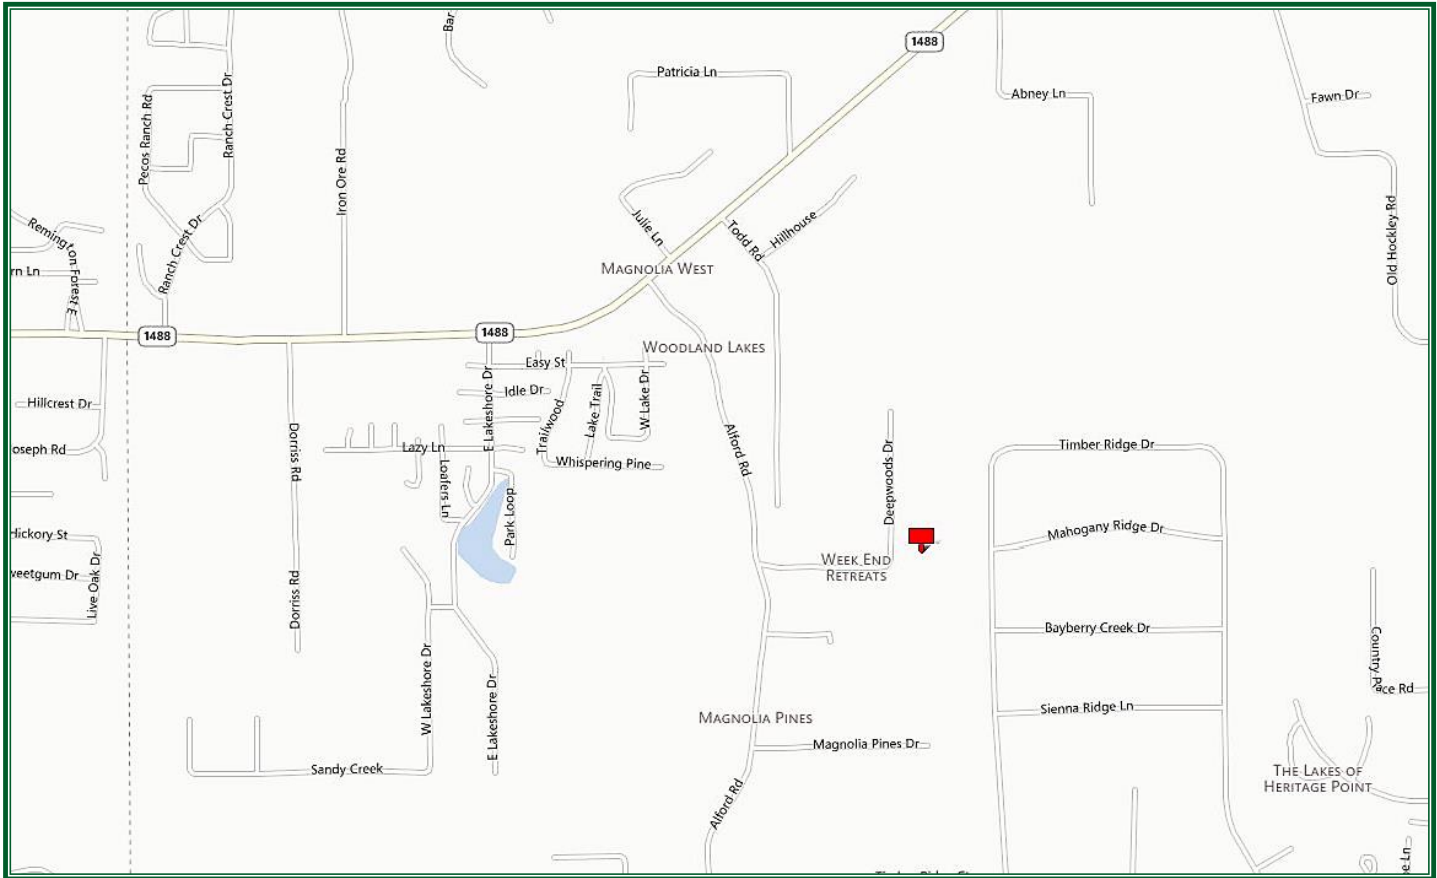 Bar
1488
Patricia Ln
Abney Ln
Fawn Dr
Pecos Ranch Rd
Ranch Crest Dr
Iron Ore Rd
Julie Ln
Todd Rd
Hillhouse
Old Hockley Rd
Remington Forest E
Ranch Crest Dr
rn Ln
MAGNOLIA WEST
1488
1488
WOODLAND LAKES
Easy St
Idle Dr
E Lakeshore Dr
Trailwood
Lake Trail
W Lake Dr
Hillcrest Dr
oseph Rd
Dorriss Rd
Lazy Ln
Loafers Ln
Whispering Pine
Alford Rd
Deepwoods Dr
Timber Ridge Dr
Park Loop
Mahogany Ridge Dr
Hickory St
weetgum Dr
Live Oak Dr
Dorriss Rd
WEEK END
RETREATS
Bayberry Creek Dr
Country P
ace Rd
W Lakeshore Dr
E Lakeshore Dr
Sienna Ridge Ln
MAGNOLIA PINES
Magnolia Pines Dr
Sandy Creek
Alford Rd
THE LAKES OF
HERITAGE POINT
e Ln